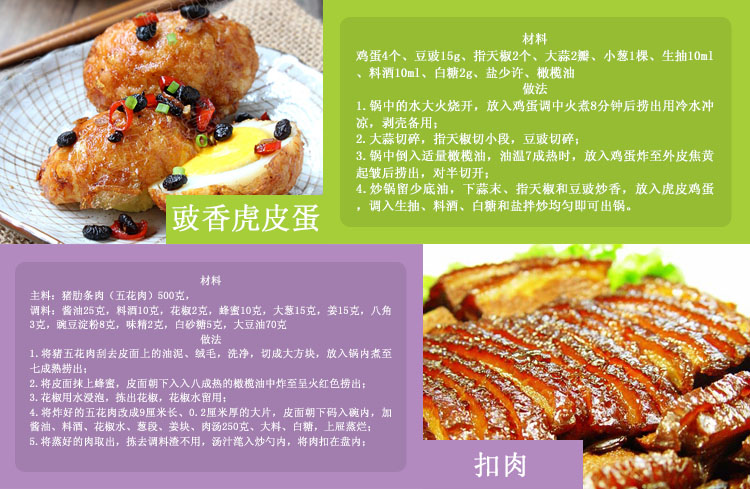 材料
鸡蛋4个、豆豉15g、指天椒2个、大蒜2瓣、小葱1棵、生抽10ml
、料酒10ml、白糖2g、盐少许、橄榄油
做法
1.锅中的水大火烧开，放入鸡蛋调中火煮8分钟后捞出用冷水冲
凉，剥壳备用；
2.大蒜切碎，指天椒切小段，豆豉切碎；
3.锅中倒入适量橄榄油，油温7成热时，放入鸡蛋炸至外皮焦黄
起皱后捞出，对半切开；
4.炒锅留少底油，下蒜末、指天椒和豆豉炒香，放入虎皮鸡蛋
，调入生抽、料酒、白糖和盐拌炒均匀即可出锅。
豉香虎皮蛋
材料
主料：猪肋条肉（五花肉）500克，
调料：酱油25克，料酒10克，花椒2克，蜂蜜10克，大葱15克，姜15克，八角
3克，豌豆淀粉8克，味精2克，白砂糖5克，大豆油70克
做法
1.将猪五花肉刮去皮面上的油泥、绒毛，洗净，切成大方块，放入锅内煮至
七成熟捞出；
2.将皮面抹上蜂蜜，皮面朝下入入八成热的橄榄油中炸至呈火红色捞出；
3.花椒用水浸泡，拣出花椒，花椒水留用；
4.将炸好的五花肉改成9厘米长、0.2厘米厚的大片，皮面朝下码入碗内，加
酱油、料酒、花椒水、葱段、姜块、肉汤250克、大料、白糖，上屉蒸烂；
5.将蒸好的肉取出，拣去调料渣不用，汤汁滗入炒勺内，将肉扣在盘内；
扣肉